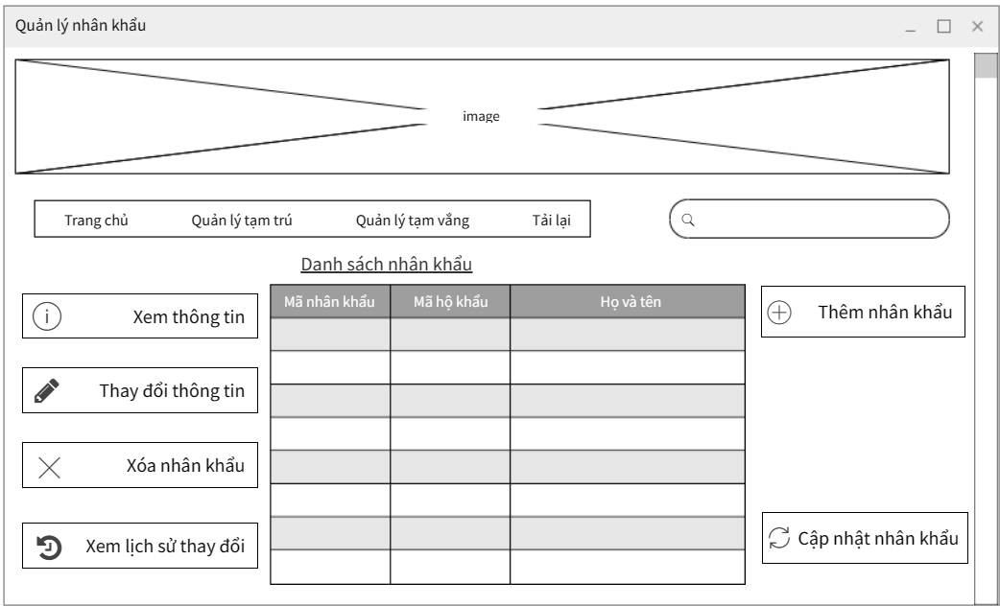 Quản lý nhân khẩu
image
Trang chủ Quản lý tạm trú Quản lý tạm vắng Tải lại
Danh sách nhân khẩu
Xem thông tin
Thay đổi thông tin
Xóa nhân khẩu
Xem lịch sử thay đổi
Mã nhân khẩu Mã hộ khẩu Họ và tên
Thêm nhân khẩu
Cập nhật nhân khẩu